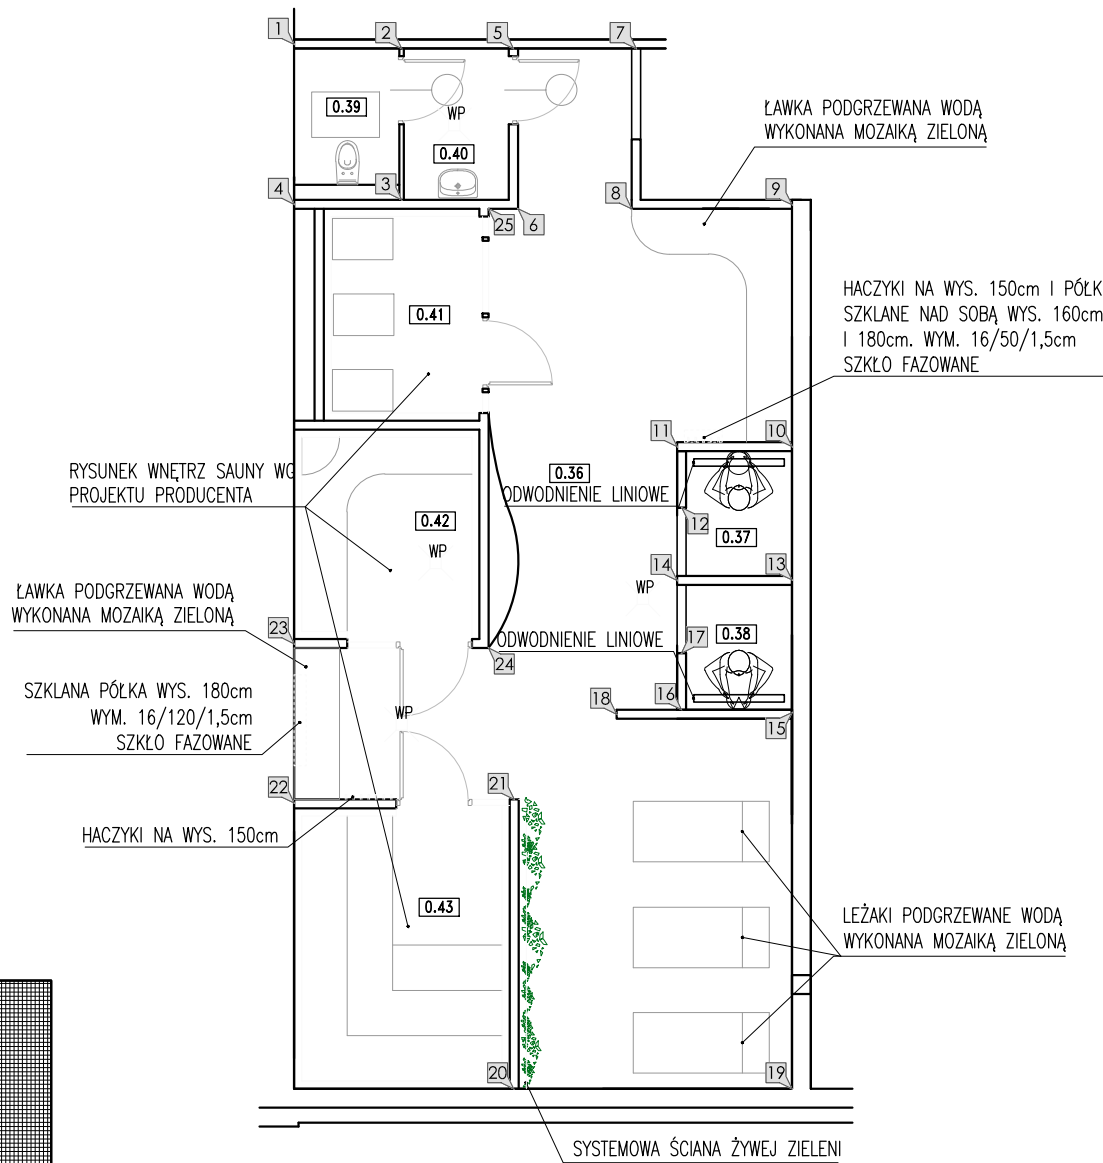 1
2
5
7
0.39
WP
0.40
ŁAWKA PODGRZEWANA WODĄ
WYKONANA MOZAIKĄ ZIELONĄ
4
3
25
6
8
9
0.41
HACZYKI NA WYS. 150cm I PÓŁK
SZKLANE NAD SOBĄ WYS. 160cm
I 180cm. WYM. 16/50/1,5cm
SZKŁO FAZOWANE
11
10
RYSUNEK WNĘTRZ SAUNY WG
PROJEKTU PRODUCENTA
0.36
ODWODNIENIE LINIOWE
0.42
WP
12
0.37
14
13
WP
ŁAWKA PODGRZEWANA WODĄ
WYKONANA MOZAIKĄ ZIELONĄ
23
24
ODWODNIENIE LINIOWE
17
0.38
SZKLANA PÓŁKA WYS. 180cm
WYM. 16/120/1,5cm
SZKŁO FAZOWANE
WP
18
16
15
22
21
HACZYKI NA WYS. 150cm
0.43
LEŻAKI PODGRZEWANE WODĄ
WYKONANA MOZAIKĄ ZIELONĄ
20
19
SYSTEMOWA ŚCIANA ŻYWEJ ZIELENI